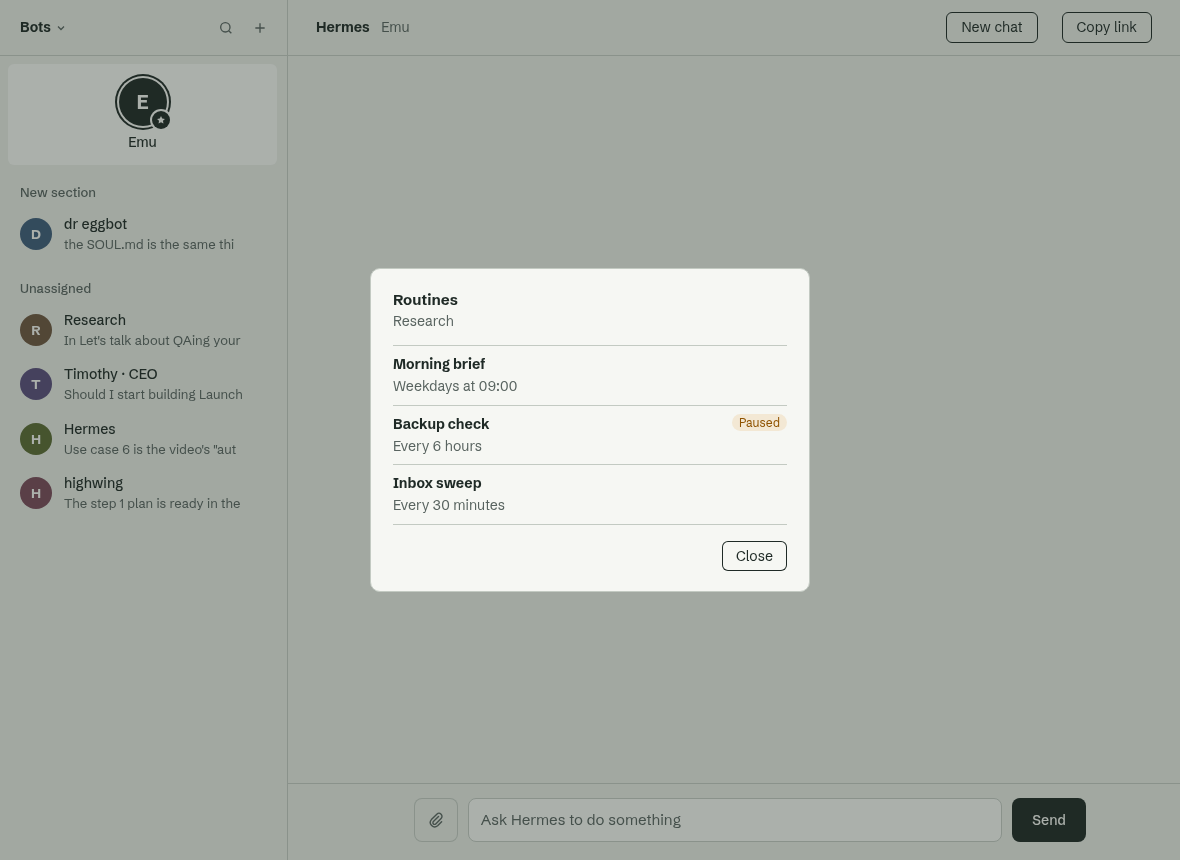 Bots
Hermes Emu
New chat
Copy link
E
Emu
New section
D
dr eggbot
the SOUL.md is the same thi
Unassigned
R
Research
In Let's talk about QAing your
T
Timothy · CEO
Should I start building Launch
H
Hermes
Use case 6 is the video's "aut
H
highwing
The step 1 plan is ready in the
Routines
Research
Morning brief
Weekdays at 09:00
Backup check
Paused
Every 6 hours
Inbox sweep
Every 30 minutes
Close
Ask Hermes to do something
Send